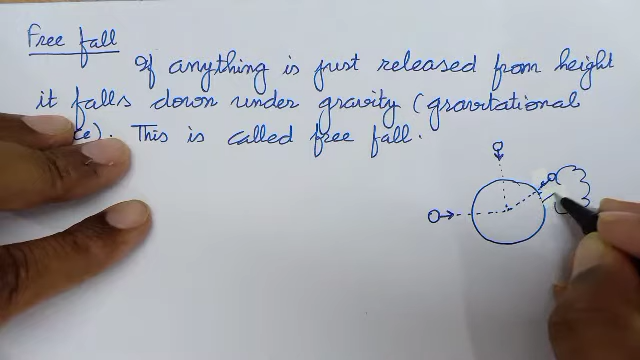 Free fall
If anything is just released from height
it falls down under gravity (gravitational
ce). This is called free fall.